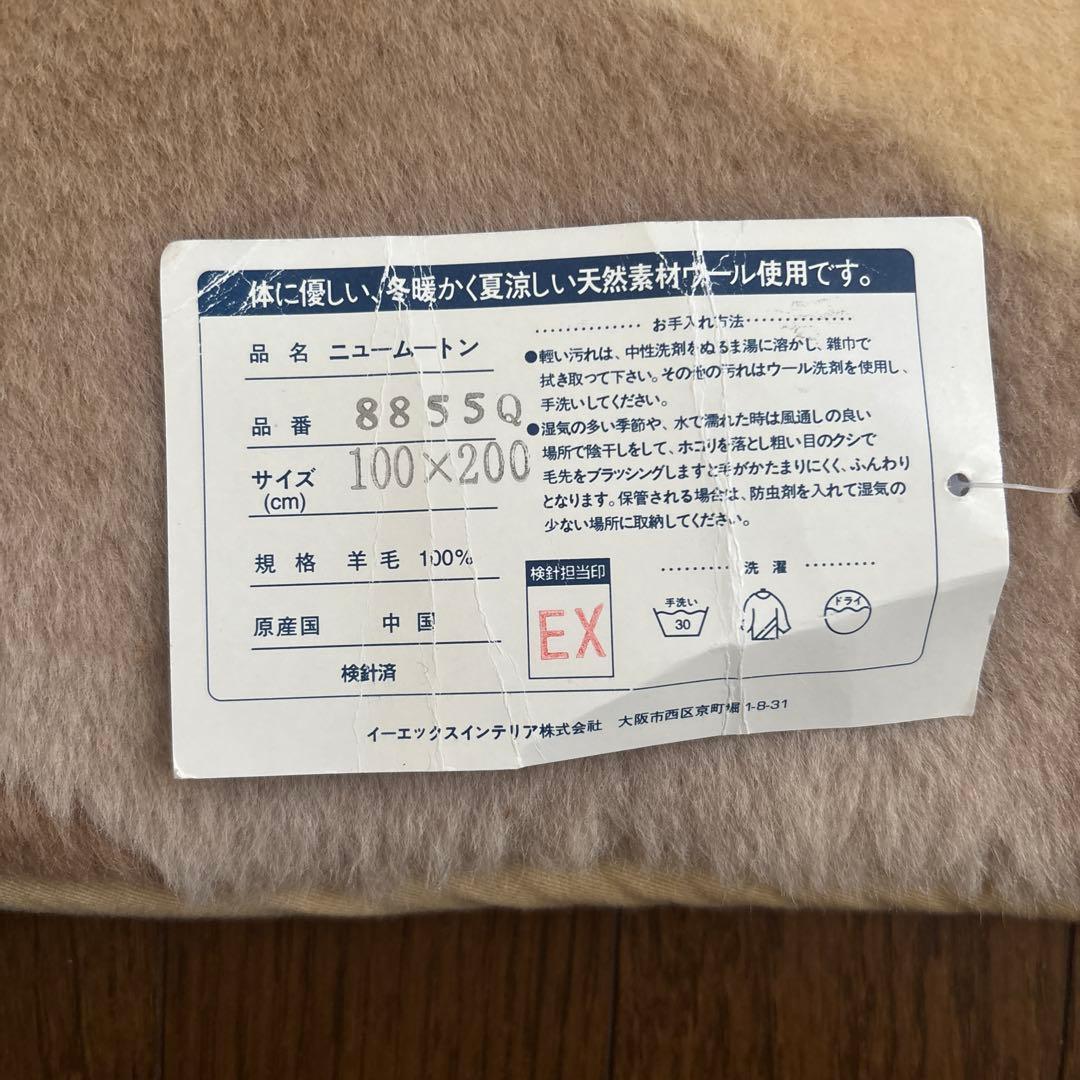 体に優しい、冬暖かく夏涼しい天然素材ウール使用です。
品名 ニュームートン
品番 8855Q
サイズ(cm) 100×200
規格 羊毛 100%
原産国 中国
検針済
お手入れ方法
●軽い汚れは、中性洗剤をぬるま湯に溶かし、雑巾で
拭き取って下さい。その他の汚れはウール洗剤を使用し、
手洗いしてください。
●湿気の多い季節や、水で濡れた時は風通しの良い
場所で陰干しをして、ホコリを落とし粗い目のクシで
毛先をブラッシングしますと毛がかたまりにくく、ふんわり
となります。保管される場合は、防虫剤を入れて湿気の
少ない場所に収納してください。
検針担当印
EX
洗濯
手洗い
30
ドライ
イーエックスインテリア株式会社 大阪市西区京町堀1-8-31